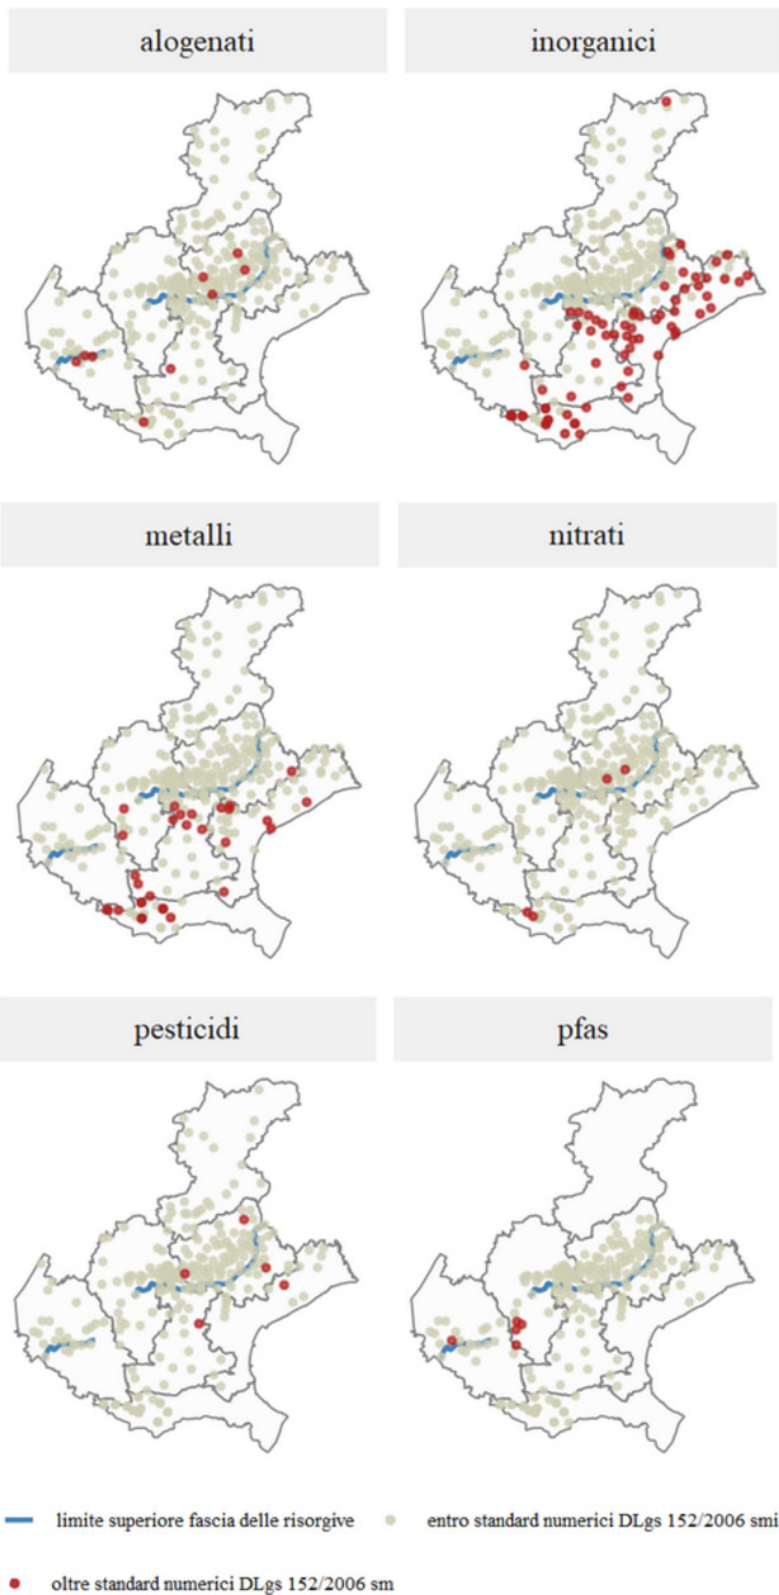 alogenati
inorganici
metalli
nitrati
pesticidi
pfas
limite superiore fascia delle risorgive
entro standard numerici DLgs 152/2006 smi
oltre standard numerici DLgs 152/2006 sm